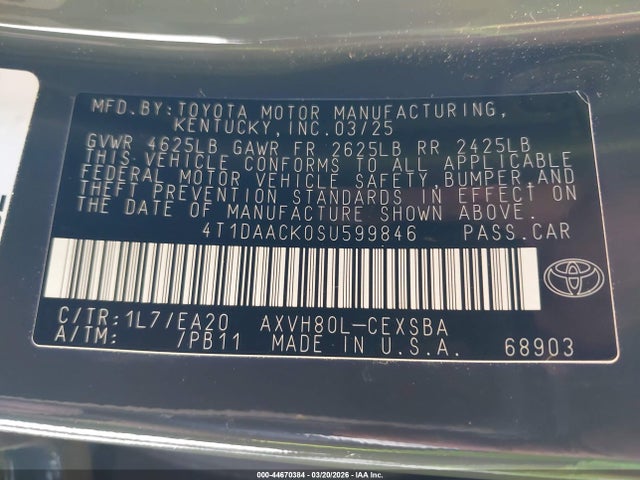 MFD.BY:TOYOTA MOTOR MANUFACTURING,
KENTUCKY,INC.03/25
GVWR 4625LB GAWR FR 2625LB RR 2425LB
THIS VEHICLE CONFORMS TO ALL APPLICABLE
FEDERAL MOTOR VEHICLE SAFETY,BUMPER,AND
THEFT PREVENTION STANDARDS IN EFFECT ON
THE DATE OF MANUFACTURE SHOWN ABOVE.
4T1DAACK0SU599846 PASS.CAR
C/TR:1L7/EA20 AXVH80L-CEXSBA
A/TM: /PB11 MADE IN U.S.A. 68903
000-44670384 | 03/20/2026 | IAA Inc.